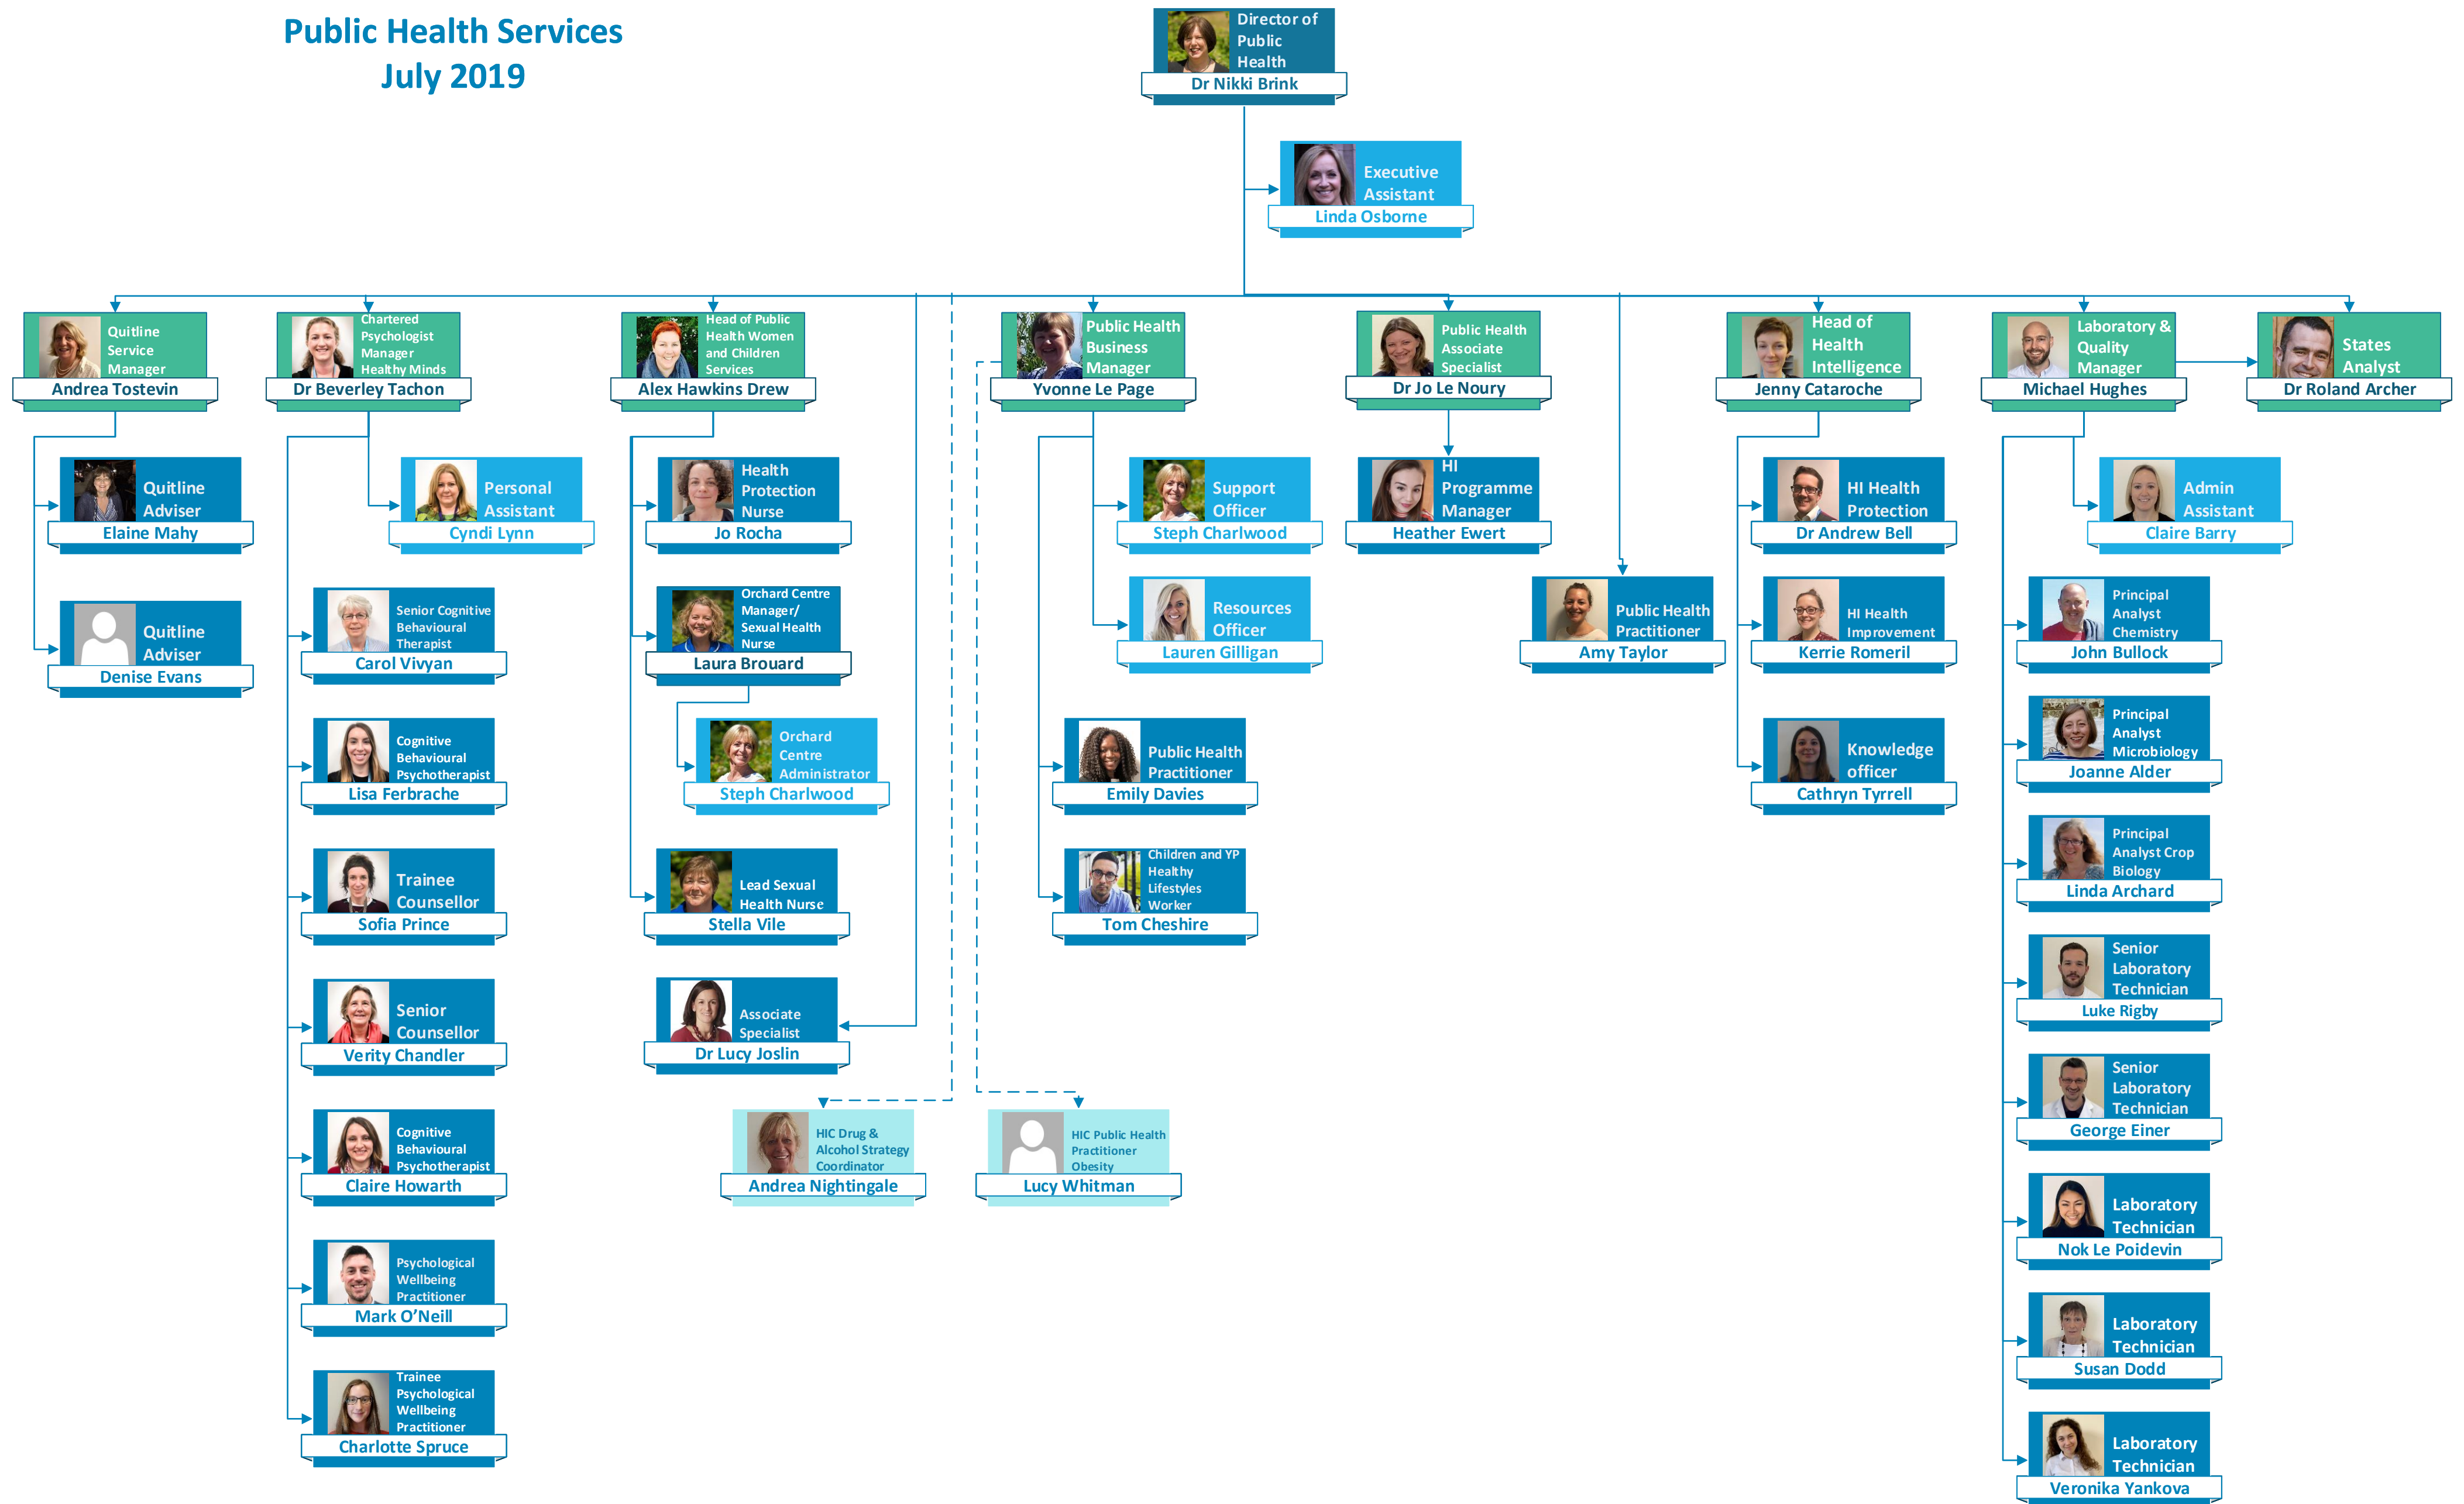 Public Health Services
July 2019
Director of
Public
Health
Dr Nikki Brink
Executive
Assistant
Linda Osborne
Quitline
Service
Manager
Andrea Tostevin
Chartered
Psychologist
Manager
Healthy Minds
Dr Beverley Tachon
Head of Public
Health Women
and Children
Services
Alex Hawkins Drew
Public Health
Business
Manager
Yvonne Le Page
Public Health
Associate
Specialist
Dr Jo Le Noury
Head of
Health
Intelligence
Jenny Cataroche
Laboratory &
Quality
Manager
Michael Hughes
States
Analyst
Dr Roland Archer
Quitline
Adviser
Elaine Mahy
Quitline
Adviser
Denise Evans
Personal
Assistant
Cyndi Lynn
Senior Cognitive
Behavioural
Therapist
Carol Vivyan
Cognitive
Behavioural
Psychotherapist
Lisa Ferbrache
Trainee
Counsellor
Sofia Prince
Senior
Counsellor
Verity Chandler
Cognitive
Behavioural
Psychotherapist
Claire Howarth
Psychological
Wellbeing
Practitioner
Mark O’Neill
Trainee
Psychological
Wellbeing
Practitioner
Charlotte Spruce
Health
Protection
Nurse
Jo Rocha
Orchard Centre
Manager/
Sexual Health
Nurse
Laura Brouard
Orchard
Centre
Administrator
Steph Charlwood
Lead Sexual
Health Nurse
Stella Vile
Associate
Specialist
Dr Lucy Joslin
HIC Drug &
Alcohol Strategy
Coordinator
Andrea Nightingale
HIC Public Health
Practitioner
Obesity
Lucy Whitman
Support
Officer
Steph Charlwood
Resources
Officer
Lauren Gilligan
Public Health
Practitioner
Emily Davies
Children and YP
Healthy
Lifestyles
Worker
Tom Cheshire
HI
Programme
Manager
Heather Ewert
Public Health
Practitioner
Amy Taylor
HI Health
Protection
Dr Andrew Bell
HI Health
Improvement
Kerrie Romeril
Knowledge
officer
Cathryn Tyrrell
Admin
Assistant
Claire Barry
Principal
Analyst
Chemistry
John Bullock
Principal
Analyst
Microbiology
Joanne Alder
Principal
Analyst Crop
Biology
Linda Archard
Senior
Laboratory
Technician
Luke Rigby
Senior
Laboratory
Technician
George Einer
Laboratory
Technician
Nok Le Poidevin
Laboratory
Technician
Susan Dodd
Laboratory
Technician
Veronika Yankova